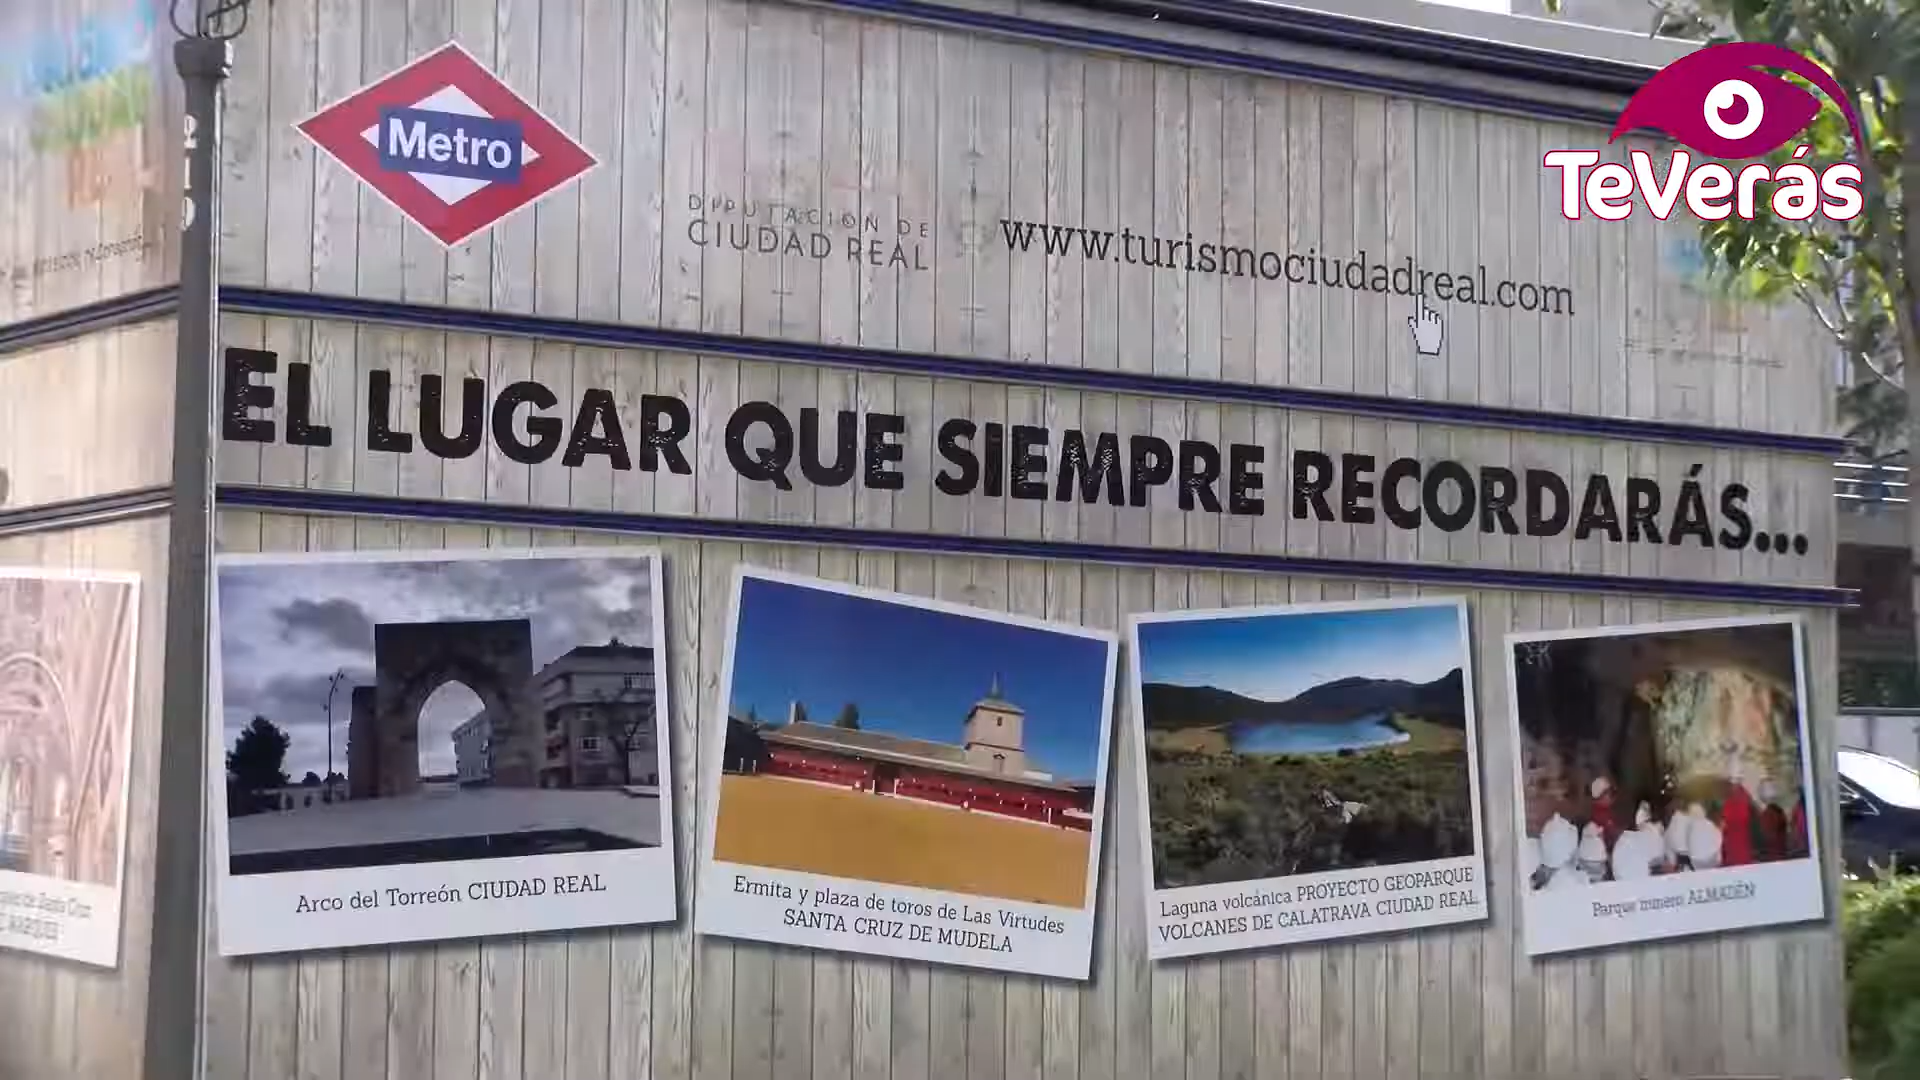 TeVerás
Metro
219
DIPUTACIÓN DE
CIUDAD REAL
www.turismociudadreal.com
EL LUGAR QUE SIEMPRE RECORDARÁS...
Arco del Torreón CIUDAD REAL
Ermita y plaza de toros de Las Virtudes
SANTA CRUZ DE MUDELA
Laguna volcánica PROYECTO GEOPARQUE
VOLCANES DE CALATRAVA CIUDAD REAL
Parque minero ALMADÉN